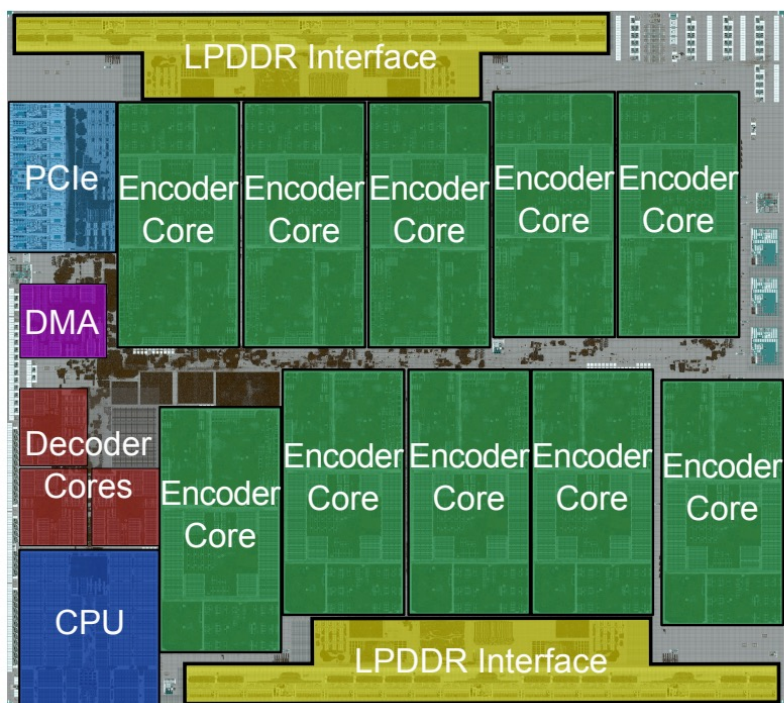 LPDDR Interface
PCIe
Encoder
Core
Encoder
Core
Encoder
Core
Encoder
Core
Encoder
Core
DMA
Decoder
Cores
Encoder
Core
Encoder
Core
Encoder
Core
Encoder
Core
Encoder
Core
CPU
LPDDR Interface